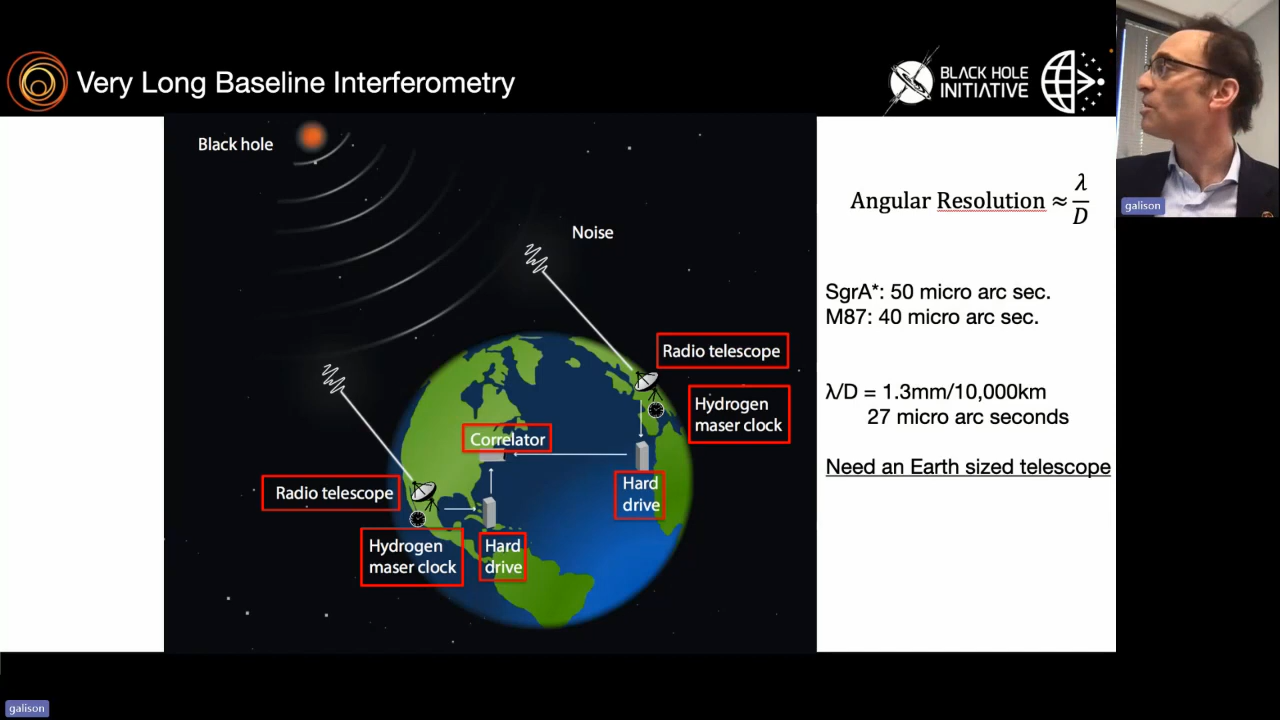 Very Long Baseline Interferometry
BLACK HOLE
INITIATIVE
galison
Black hole
Noise
Radio telescope
Hydrogen
maser clock
Correlator
Hard
drive
Radio telescope
Hydrogen
maser clock
Hard
drive
Angular Resolution ≈ λ/D
SgrA*: 50 micro arc sec.
M87: 40 micro arc sec.
λ/D = 1.3mm/10,000km
27 micro arc seconds
Need an Earth sized telescope
galison